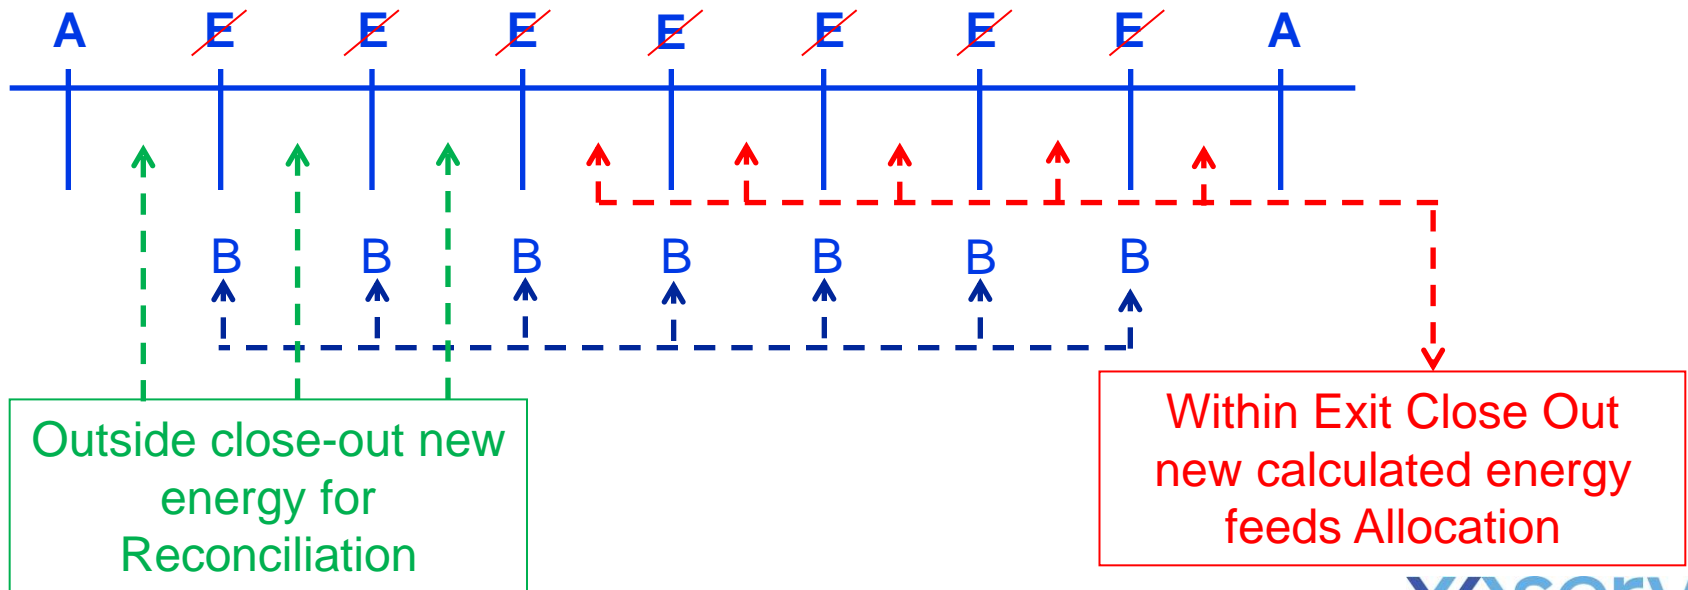 A E E E E E E E A
B B B B B B B
Outside close-out new
energy for
Reconciliation
Within Exit Close Out
new calculated energy
feeds Allocation